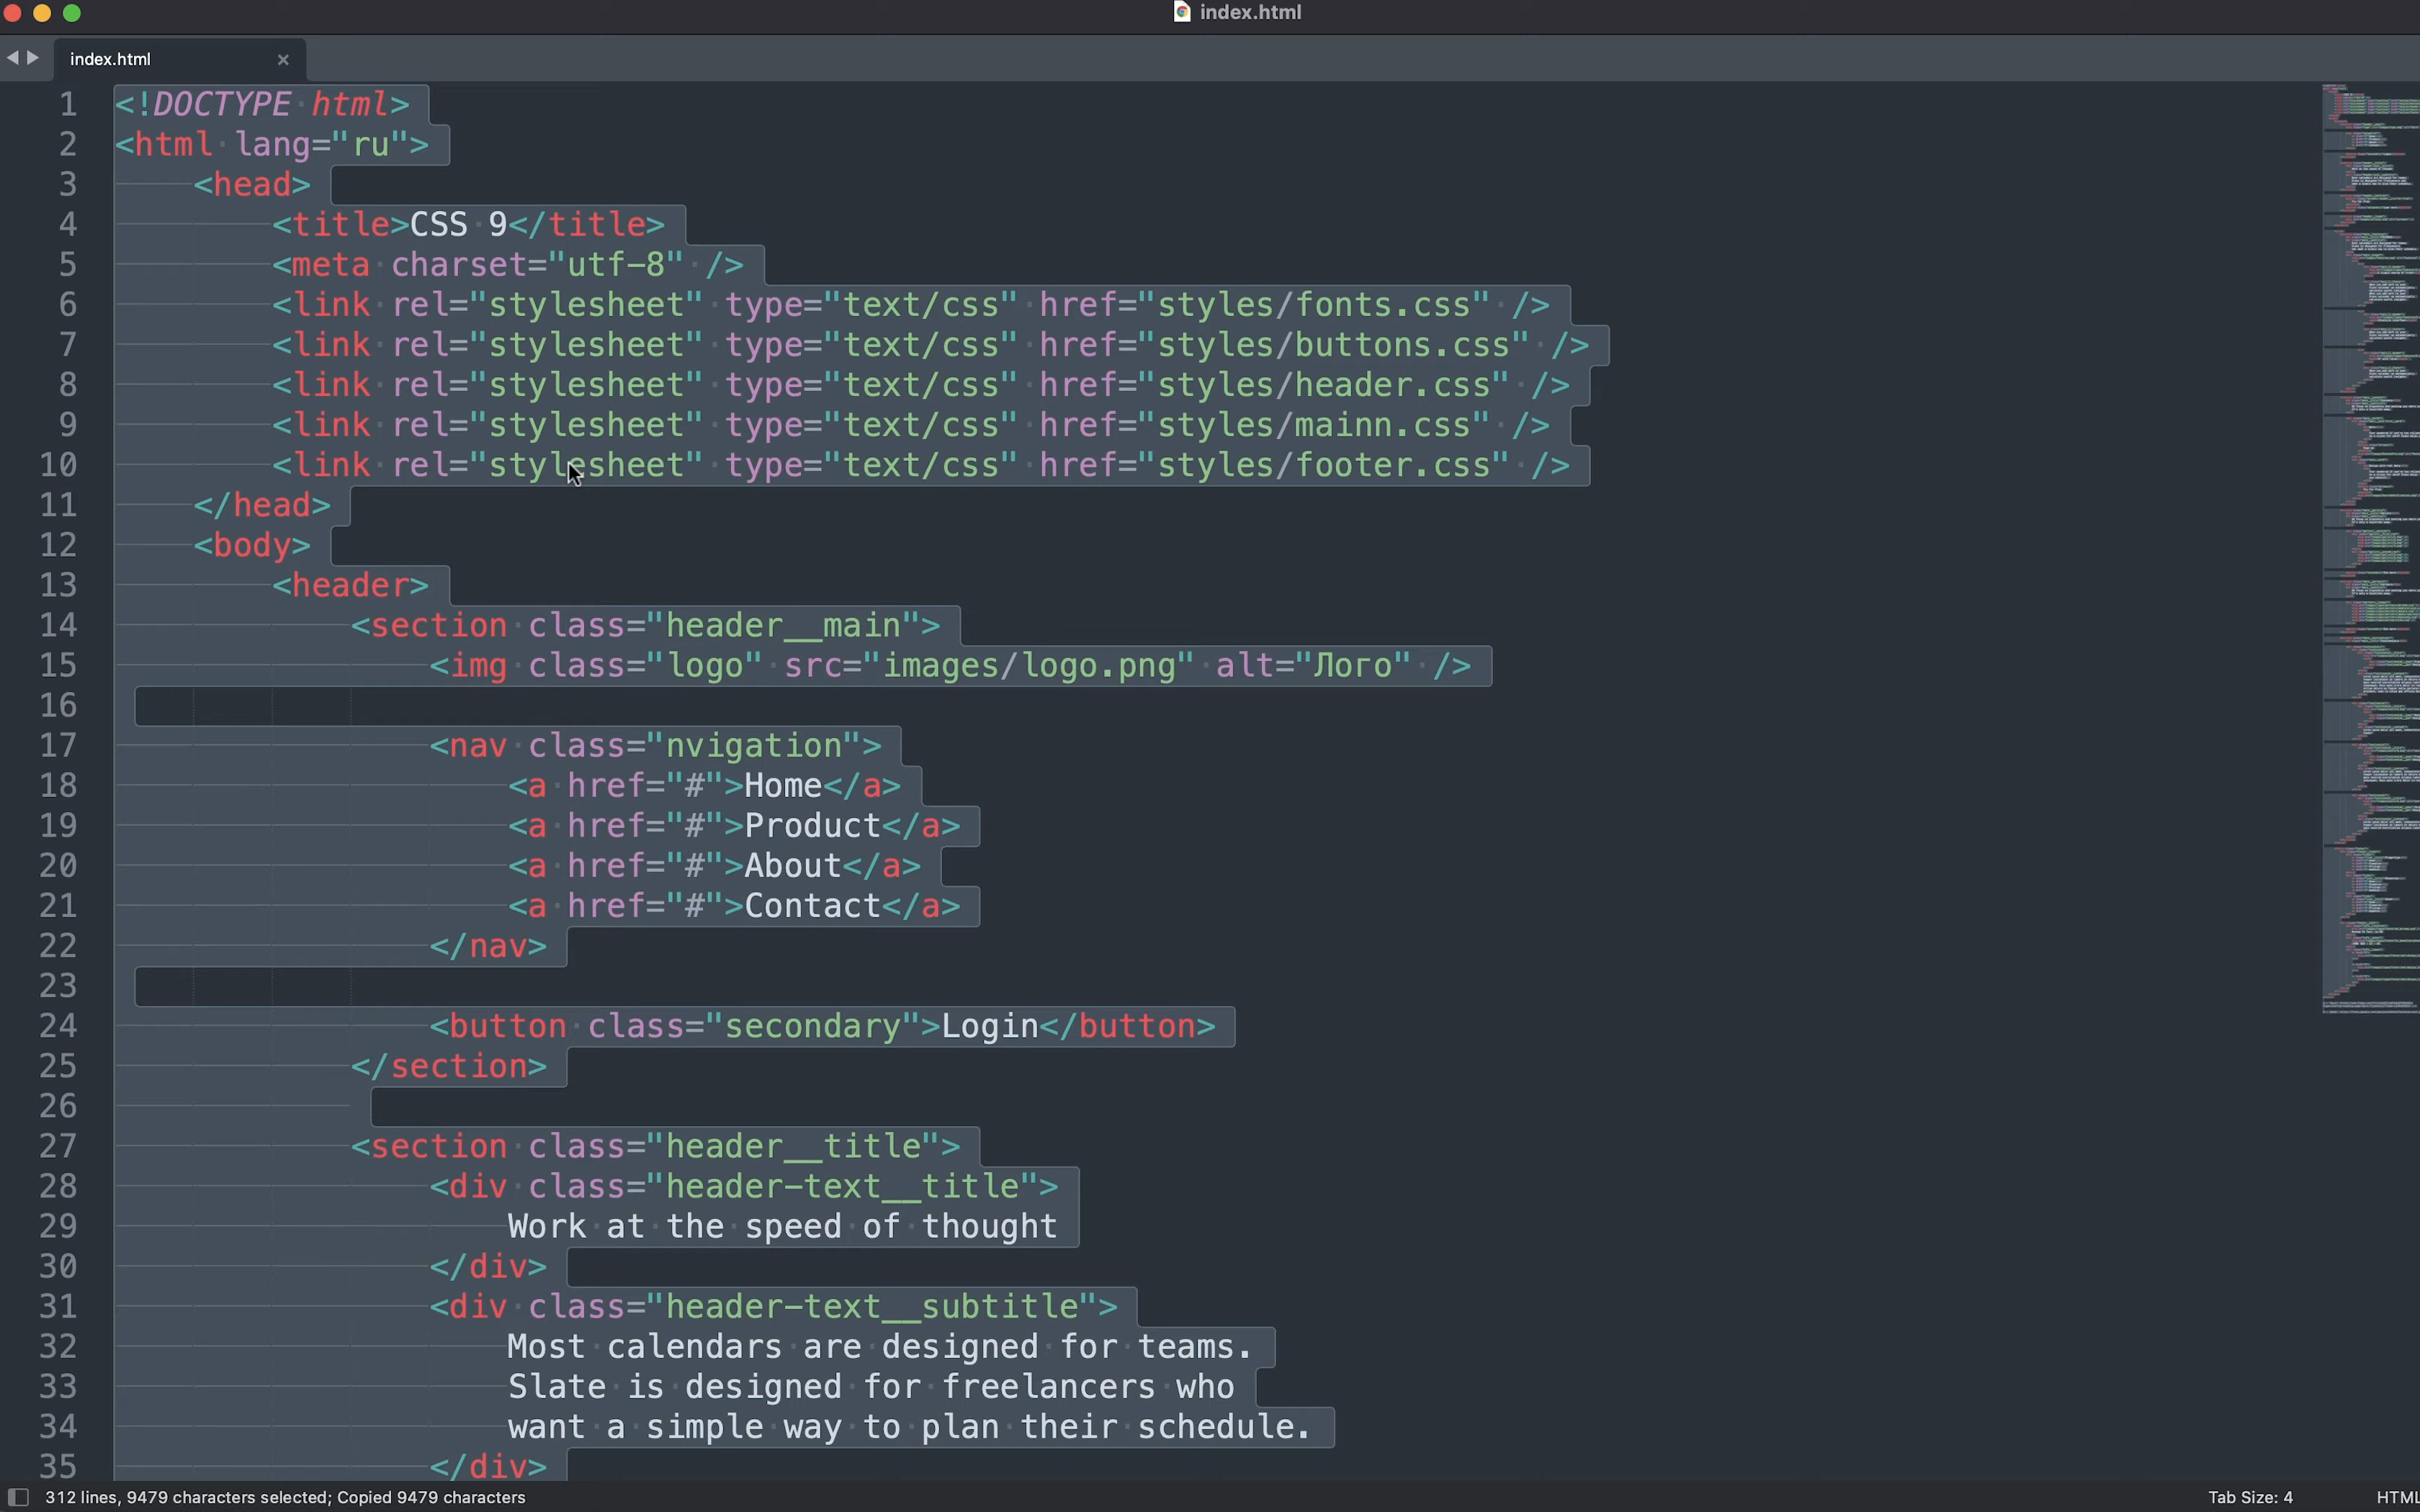 index.html
index.html
1 <!DOCTYPE html>
2 <html lang="ru">
3 <head>
4 <title>CSS 9</title>
5 <meta charset="utf-8" />
6 <link rel="stylesheet" type="text/css" href="styles/fonts.css" />
7 <link rel="stylesheet" type="text/css" href="styles/buttons.css" />
8 <link rel="stylesheet" type="text/css" href="styles/header.css" />
9 <link rel="stylesheet" type="text/css" href="styles/mainn.css" />
10 <link rel="stylesheet" type="text/css" href="styles/footer.css" />
11 </head>
12 <body>
13 <header>
14 <section class="header__main">
15 <img class="logo" src="images/logo.png" alt="Лого" />
16
17 <nav class="nvigation">
18 <a href="#">Home</a>
19 <a href="#">Product</a>
20 <a href="#">About</a>
21 <a href="#">Contact</a>
22 </nav>
23
24 <button class="secondary">Login</button>
25 </section>
26
27 <section class="header__title">
28 <div class="header-text__title">
29 Work at the speed of thought
30 </div>
31 <div class="header-text__subtitle">
32 Most calendars are designed for teams.
33 Slate is designed for freelancers who
34 want a simple way to plan their schedule.
35 </div>
312 lines, 9479 characters selected; Copied 9479 characters
Tab Size: 4
HTML